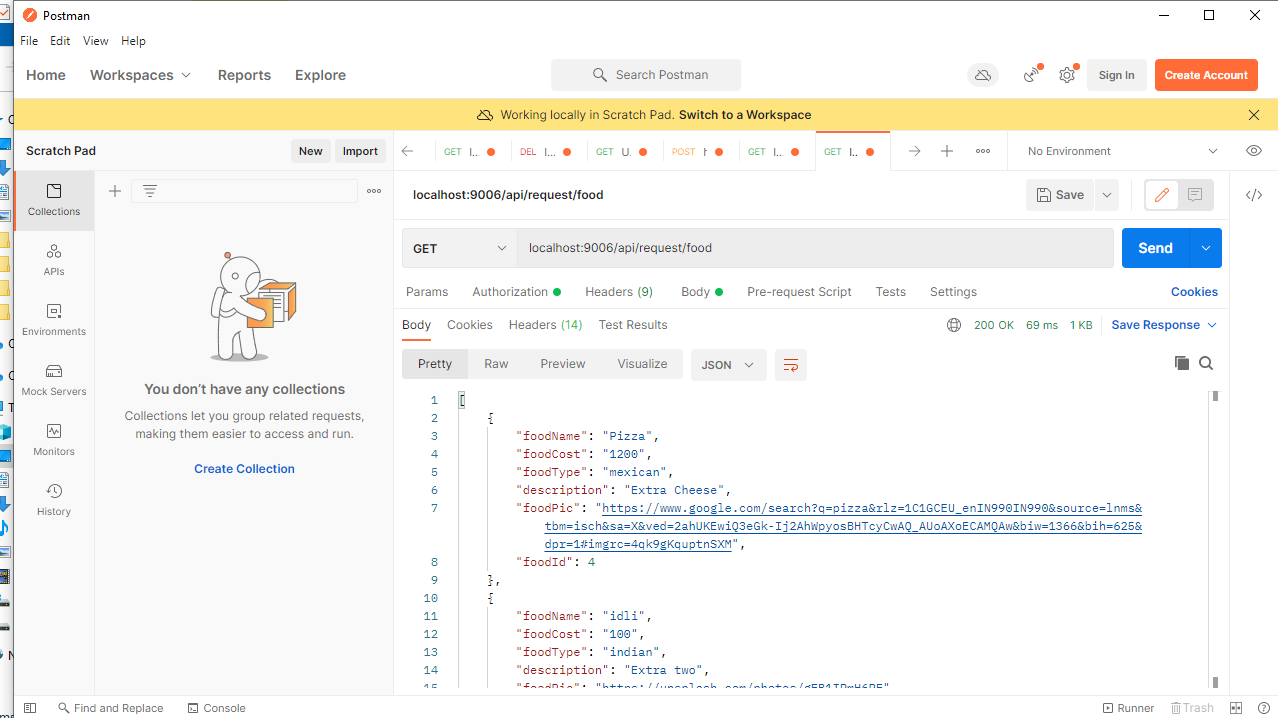 Postman
File Edit View Help
Home Workspaces Reports Explore Search Postman Sign In Create Account
Working locally in Scratch Pad. Switch to a Workspace
Scratch Pad New Import GET I... DEL I... GET U. POST GET I... GET I.. No Environment
Collections
APIs
Environments
Mock Servers
Monitors
History
You don't have any collections
Collections let you group related requests,
making them easier to access and run.
Create Collection
localhost:9006/api/request/food Save
GET localhost:9006/api/request/food Send
Params Authorization Headers (9) Body Pre-request Script Tests Settings Cookies
Body Cookies Headers (14) Test Results 200 OK 69 ms 1 KB Save Response
Pretty Raw Preview Visualize JSON
1 [
2 {
3 "foodName": "Pizza",
4 "foodCost": "1200",
5 "foodType": "mexican",
6 "description": "Extra Cheese",
7 "foodPic": "https://www.google.com/search?q=pizza&rlz=1C1GCEU_enIN990IN990&source=lnms&
tbm=isch&sa=X&ved=2ahUKEwiQ3eGk-Ij2AhWpyosBHTcyCwAQ_AUoAXoECAMQAw&biw=1366&bih=625&
dpr=1#imgrc=4qk9gKquptnSXM",
8 "foodId": 4
9 },
10 {
11 "foodName": "idli",
12 "foodCost": "100",
13 "foodType": "indian",
14 "description": "Extra two",
15 "foodPic":
Find and Replace Console Runner Trash